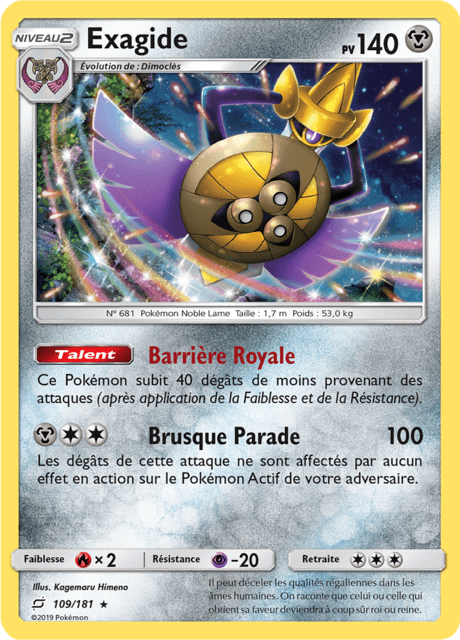 NIVEAU2 Exagide PV140
Évolution de : Dimoclès
Nº 681 Pokémon Noble Lame Taille : 1,7 m Poids : 53,0 kg
Talent Barrière Royale
Ce Pokémon subit 40 dégâts de moins provenant des
attaques (après application de la Faiblesse et de la Résistance).
Brusque Parade 100
Les dégâts de cette attaque ne sont affectés par aucun
effet en action sur le Pokémon Actif de votre adversaire.
Faiblesse ×2 Résistance -20 Retraite
Illus. Kagemaru Himeno
109/181 ★
©2019 Pokémon
Il peut déceler les qualités régaliennes dans les
âmes humaines. On raconte que celui ou celle qui
obtient sa faveur deviendra à coup sûr roi ou reine.